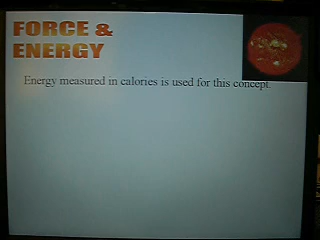 FORCE &
ENERGY
Energy measured in calories is used for this concept.